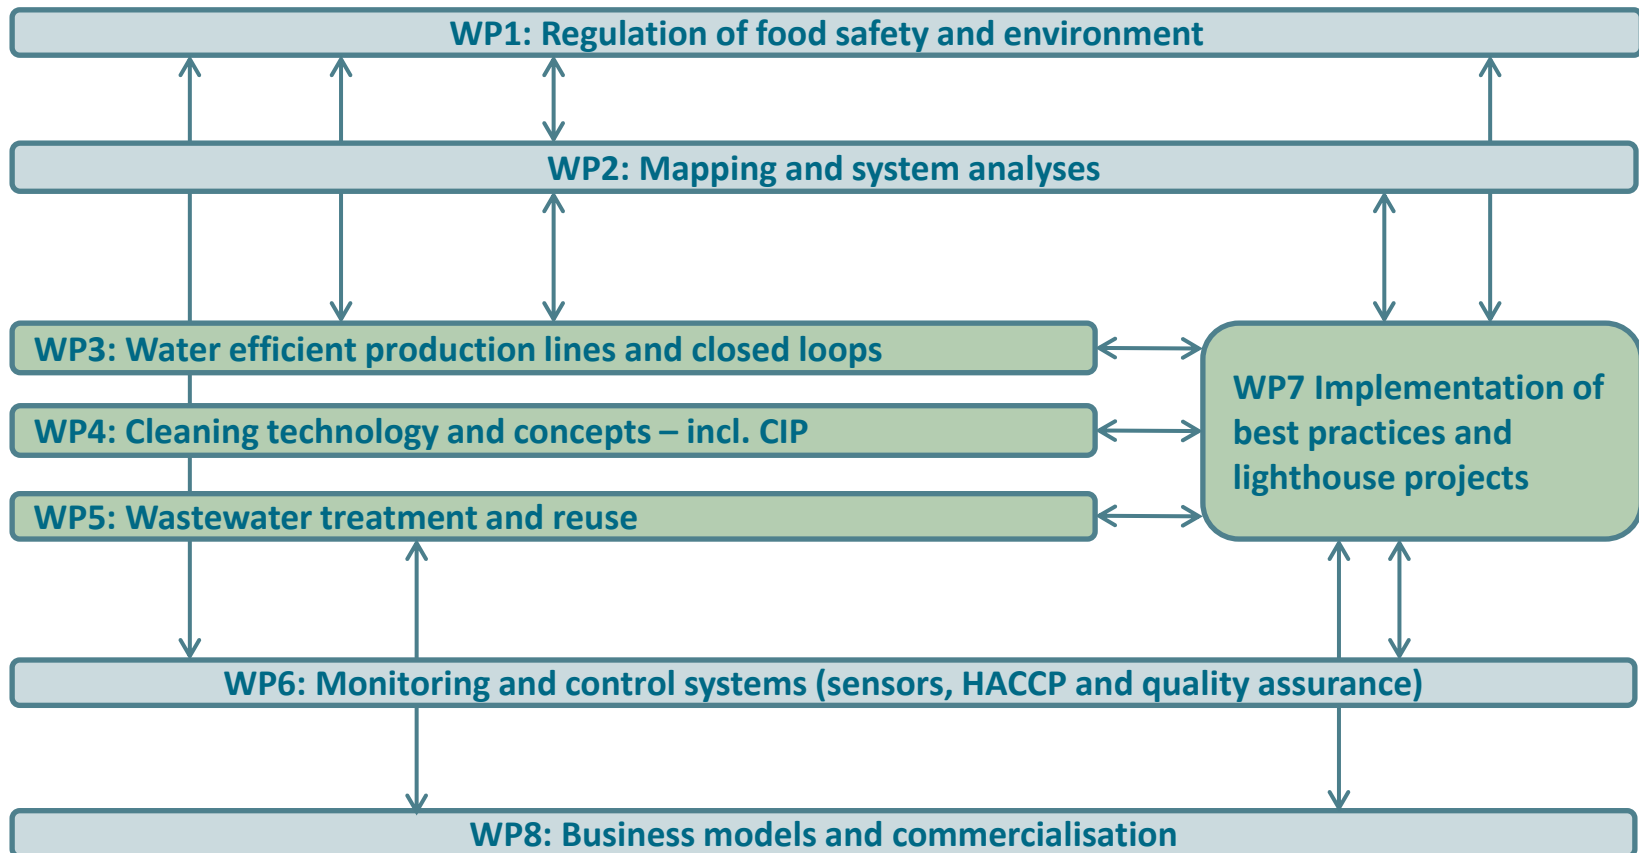 WP1: Regulation of food safety and environment
WP2: Mapping and system analyses
WP3: Water efficient production lines and closed loops
WP4: Cleaning technology and concepts – incl. CIP
WP5: Wastewater treatment and reuse
WP7 Implementation of
best practices and
lighthouse projects
WP6: Monitoring and control systems (sensors, HACCP and quality assurance)
WP8: Business models and commercialisation